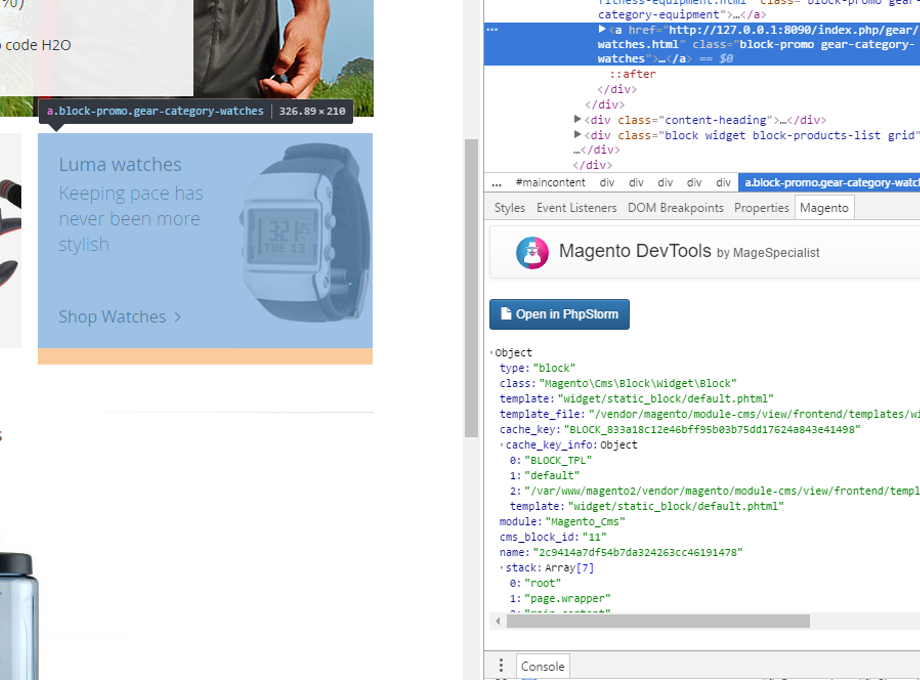 %)
code H2O
a.block-promo.gear-category-watches | 326.89 × 210
Luma watches
Keeping pace has
never been more
stylish
Shop Watches >
s
fitness-equipment.html" class="block-promo gear-
category-equipment">…</a>
… ▶<a href="http://127.0.0.1:8090/index.php/gear/
watches.html" class="block-promo gear-category-
watches">…</a> == $0
::after
</div>
</div>
▶<div class="content-heading">…</div>
▶<div class="block widget block-products-list grid"
…</div>
</div>
... #maincontent div div div div div a.block-promo.gear-category-watch
Styles Event Listeners DOM Breakpoints Properties Magento
Magento DevTools by MageSpecialist
Open in PhpStorm
Object
type: "block"
class: "Magento\Cms\Block\Widget\Block"
template: "widget/static_block/default.phtml"
template_file: "/vendor/magento/module-cms/view/frontend/templates/wi
cache_key: "BLOCK_833a18c12e46bff95b03b75dd17624a843e41498"
cache_key_info: Object
0: "BLOCK_TPL"
1: "default"
2: "/var/www/magento2/vendor/magento/module-cms/view/frontend/templ
template: "widget/static_block/default.phtml"
module: "Magento_Cms"
cms_block_id: "11"
name: "2c9414a7df54b7da324263cc46191478"
stack: Array[7]
0: "root"
1: "page.wrapper"
2: "main.content"
Console